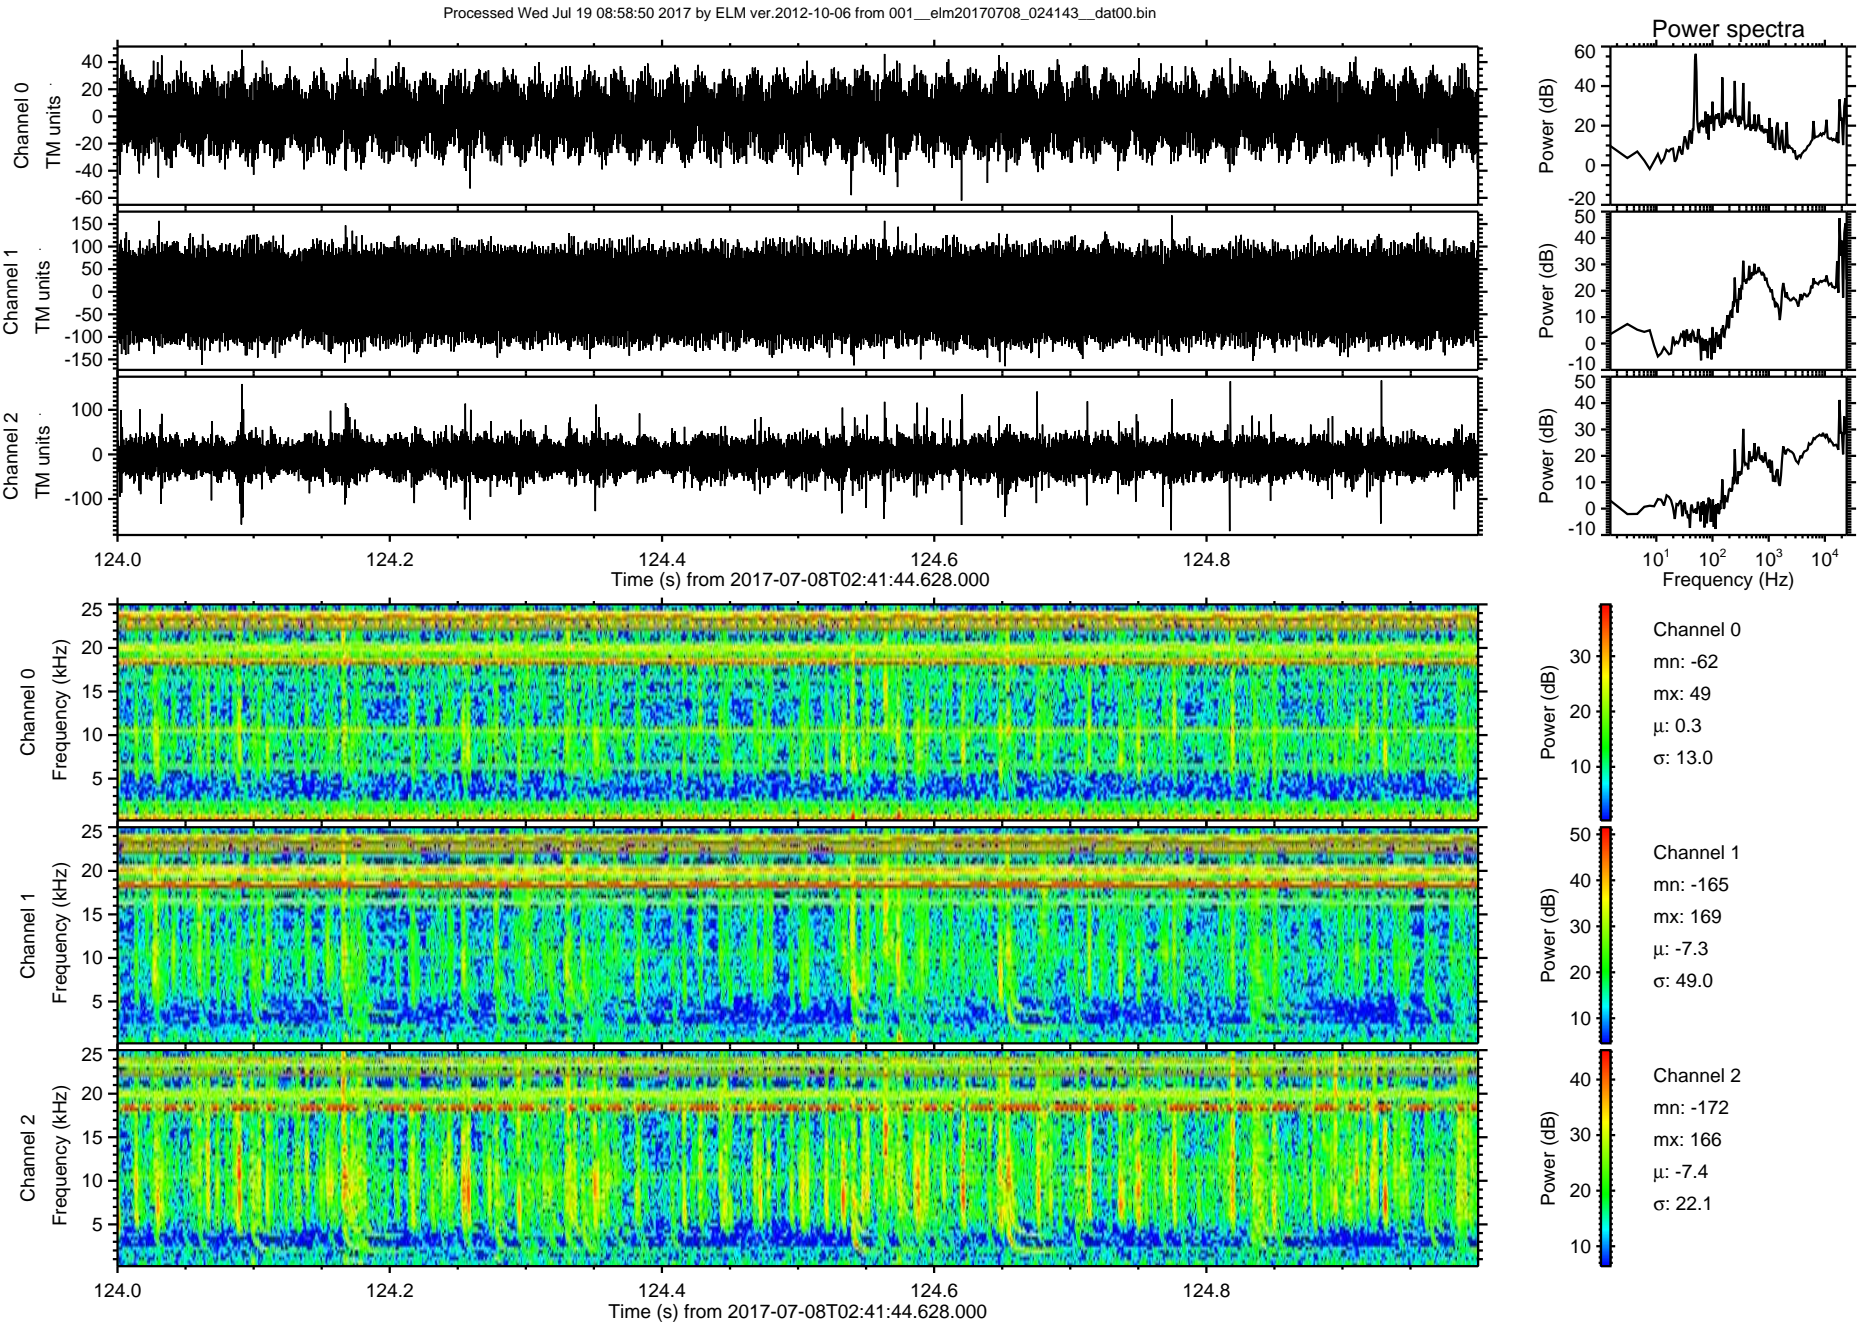 Processed Wed Jul 19 08:58:50 2017 by ELM ver.2012-10-06 from 001__elm20170708_024143__dat00.bin
Power spectra
Channel 0
TM units
40
20
0
-20
-40
-60
Power (dB)
60
40
20
0
-20
Channel 1
TM units
150
100
50
0
-50
-100
-150
Power (dB)
50
40
30
20
10
0
-10
Channel 2
TM units
100
0
-100
Power (dB)
50
40
30
20
10
0
-10
124.0 124.2 124.4 124.6 124.8
Time (s) from 2017-07-08T02:41:44.628.000
10^1 10^2 10^3 10^4
Frequency (Hz)
Channel 0
Frequency (kHz)
25
20
15
10
5
Power (dB)
30
20
10
Channel 0
mn: -62
mx: 49
μ: 0.3
σ: 13.0
Channel 1
Frequency (kHz)
25
20
15
10
5
Power (dB)
50
40
30
20
10
Channel 1
mn: -165
mx: 169
μ: -7.3
σ: 49.0
Channel 2
Frequency (kHz)
25
20
15
10
5
Power (dB)
40
30
20
10
Channel 2
mn: -172
mx: 166
μ: -7.4
σ: 22.1
124.0 124.2 124.4 124.6 124.8
Time (s) from 2017-07-08T02:41:44.628.000